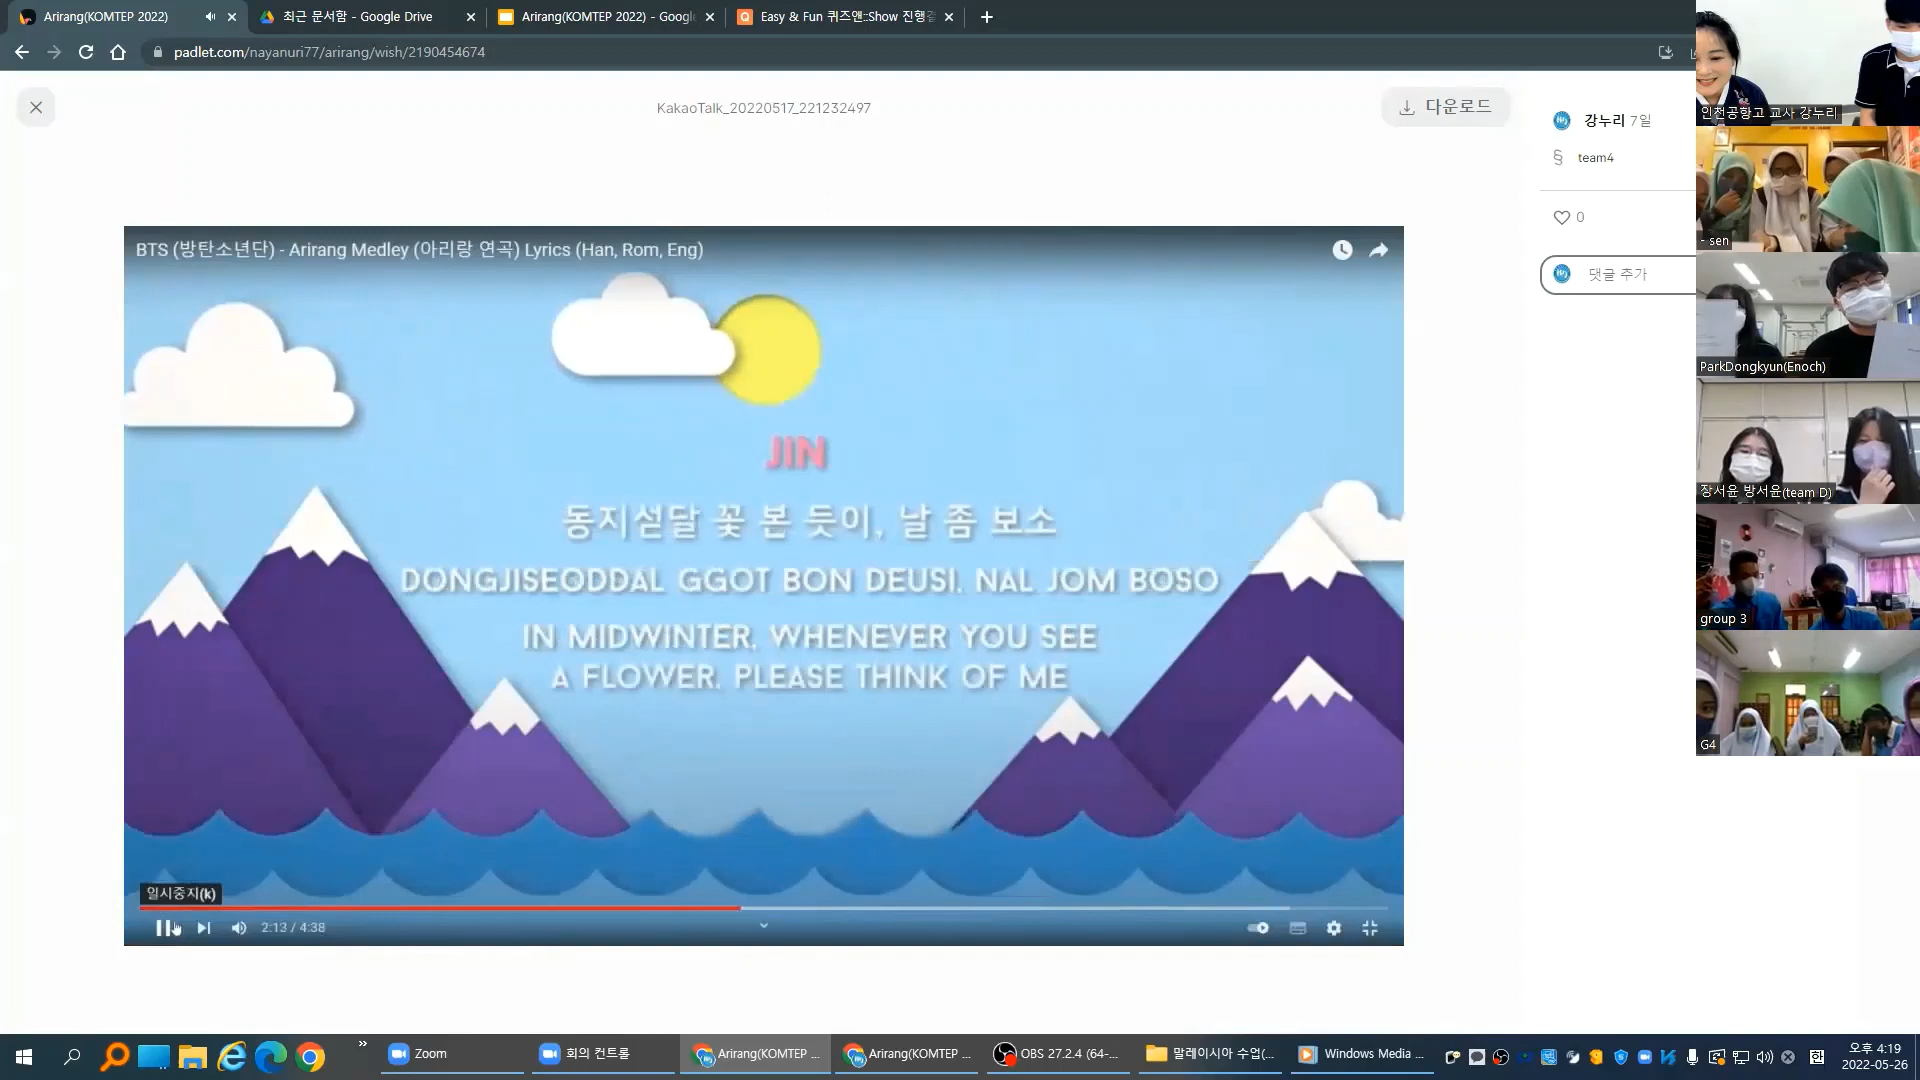 Arirang(KOMTEP 2022)
최근 문서함 - Google Drive
Arirang(KOMTEP 2022) - Googl
Easy & Fun 퀴즈앤::Show 진행결
padlet.com/nayanuri77/arirang/wish/2190454674
KakaoTalk_20220517_221232497
다운로드
강누리 7일
team4
0
댓글 추가
BTS (방탄소년단) - Arirang Medley (아리랑 연곡) Lyrics (Han, Rom, Eng)
JIN
동지섣달 꽃 본 듯이, 날 좀 보소
DONGJISEODDAL GGOT BON DEUSI, NAL JOM BOSO
IN MIDWINTER, WHENEVER YOU SEE
A FLOWER, PLEASE THINK OF ME
일시중지(k)
2:13 / 4:38
인천공항고 교사 강누리
- sen
ParkDongkyun(Enoch)
장서윤 방서윤(team D)
group 3
G4
Zoom
회의 컨트롤
Arirang(KOMTEP ...
Arirang(KOMTEP ...
OBS 27.2.4 (64-...
말레이시아 수업(...
Windows Media ...
한
오후 4:19
2022-05-26